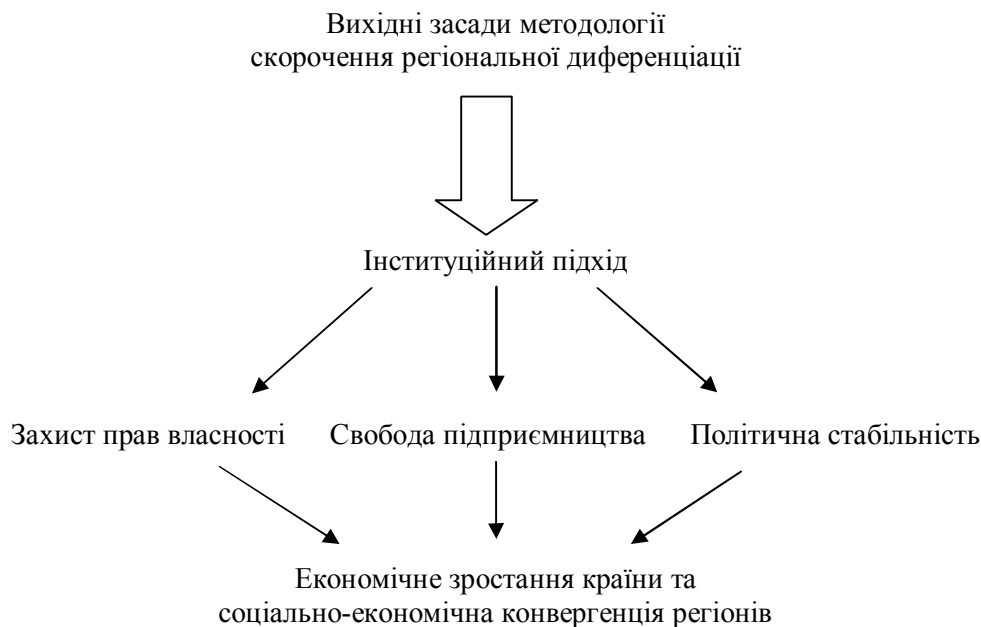 Вихідні засади методології
скорочення регіональної диференціації
Інституційний підхід
Захист прав власності Свобода підприємництва Політична стабільність
Економічне зростання країни та
соціально-економічна конвергенція регіонів